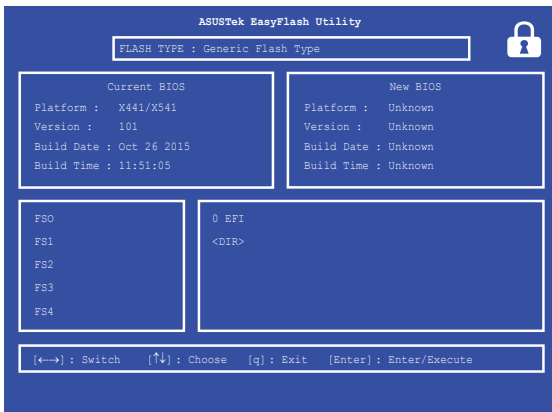 ASUSTek EasyFlash Utility
FLASH TYPE : Generic Flash Type
Current BIOS
Platform : X441/X541
Version : 101
Build Date : Oct 26 2015
Build Time : 11:51:05
New BIOS
Platform : Unknown
Version : Unknown
Build Date : Unknown
Build Time : Unknown
FSO
FS1
FS2
FS3
FS4
0 EFI
<DIR>
[←→] : Switch [↑↓] : Choose [q] : Exit [Enter] : Enter/Execute